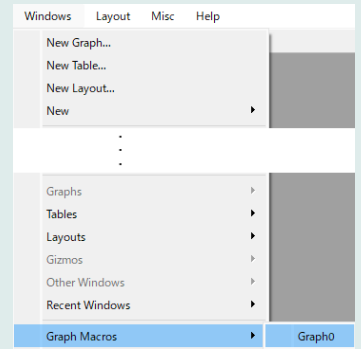 Windows Layout Misc Help
New Graph...
New Table...
New Layout...
New
Graphs
Tables
Layouts
Gizmos
Other Windows
Recent Windows
Graph Macros Graph0